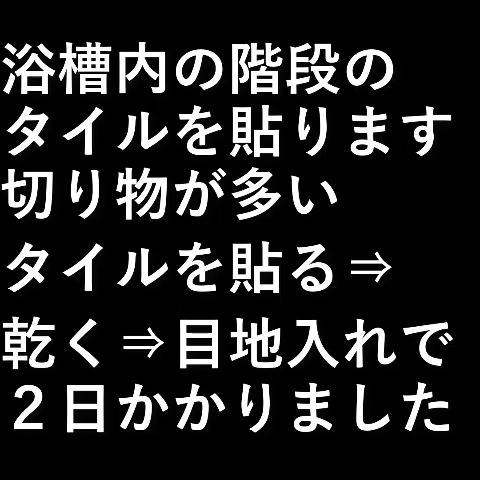 浴槽内の階段の
タイルを貼ります
切り物が多い
タイルを貼る⇒
乾く⇒目地入れで
２日かかりました